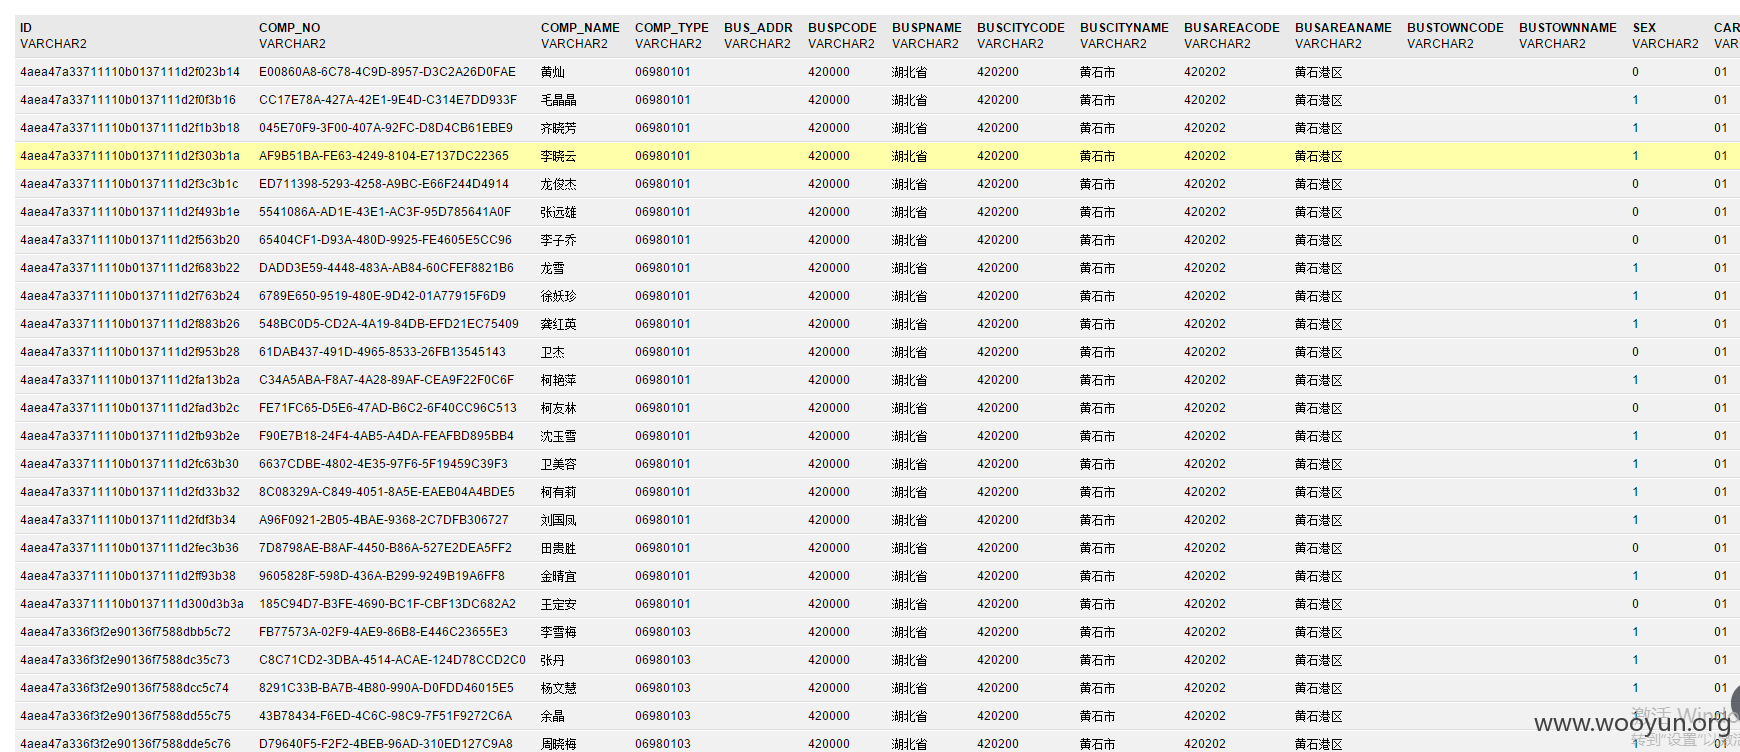 ID COMP_NO COMP_NAME COMP_TYPE BUS_ADDR BUSPCODE BUSPNAME BUSCITYCODE BUSCITYNAME BUSAREACODE BUSAREANAME BUSTOWNCODE BUSTOWNNAME SEX CAR
VARCHAR2 VARCHAR2 VARCHAR2 VARCHAR2 VARCHAR2 VARCHAR2 VARCHAR2 VARCHAR2 VARCHAR2 VARCHAR2 VARCHAR2 VARCHAR2 VARCHAR2 VARCHAR2 VAR
4aea47a33711110b0137111d2f023b14 E00860A8-6C78-4C9D-8957-D3C2A26D0FAE 黄灿 06980101 420000 湖北省 420200 黄石市 420202 黄石港区 0 01
4aea47a33711110b0137111d2f0f3b16 CC17E78A-427A-42E1-9E4D-C314E7DD933F 毛晶晶 06980101 420000 湖北省 420200 黄石市 420202 黄石港区 1 01
4aea47a33711110b0137111d2f1b3b18 045E70F9-3F00-407A-92FC-D8D4CB61EBE9 齐晓芳 06980101 420000 湖北省 420200 黄石市 420202 黄石港区 1 01
4aea47a33711110b0137111d2f303b1a AF9B51BA-FE63-4249-8104-E7137DC22365 李晓云 06980101 420000 湖北省 420200 黄石市 420202 黄石港区 1 01
4aea47a33711110b0137111d2f3c3b1c ED711398-5293-4258-A9BC-E66F244D4914 龙俊杰 06980101 420000 湖北省 420200 黄石市 420202 黄石港区 0 01
4aea47a33711110b0137111d2f493b1e 5541086A-AD1E-43E1-AC3F-95D785641A0F 张远雄 06980101 420000 湖北省 420200 黄石市 420202 黄石港区 0 01
4aea47a33711110b0137111d2f563b20 65404CF1-D93A-480D-9925-FE4605E5CC96 李子乔 06980101 420000 湖北省 420200 黄石市 420202 黄石港区 0 01
4aea47a33711110b0137111d2f683b22 DADD3E59-4448-483A-AB84-60CFEF8821B6 龙雪 06980101 420000 湖北省 420200 黄石市 420202 黄石港区 1 01
4aea47a33711110b0137111d2f763b24 6789E650-9519-480E-9D42-01A77915F6D9 徐妖珍 06980101 420000 湖北省 420200 黄石市 420202 黄石港区 1 01
4aea47a33711110b0137111d2f883b26 548BC0D5-CD2A-4A19-84DB-EFD21EC75409 龚红英 06980101 420000 湖北省 420200 黄石市 420202 黄石港区 1 01
4aea47a33711110b0137111d2f953b28 61DAB437-491D-4965-8533-26FB13545143 卫杰 06980101 420000 湖北省 420200 黄石市 420202 黄石港区 0 01
4aea47a33711110b0137111d2fa13b2a C34A5ABA-F8A7-4A28-89AF-CEA9F22F0C6F 柯艳萍 06980101 420000 湖北省 420200 黄石市 420202 黄石港区 1 01
4aea47a33711110b0137111d2fad3b2c FE71FC65-D5E6-47AD-B6C2-6F40CC96C513 柯友林 06980101 420000 湖北省 420200 黄石市 420202 黄石港区 0 01
4aea47a33711110b0137111d2fb93b2e F90E7B18-24F4-4AB5-A4DA-FEAFBD895BB4 沈玉雪 06980101 420000 湖北省 420200 黄石市 420202 黄石港区 1 01
4aea47a33711110b0137111d2fc63b30 6637CDBE-4802-4E35-97F6-5F19459C39F3 卫美容 06980101 420000 湖北省 420200 黄石市 420202 黄石港区 1 01
4aea47a33711110b0137111d2fd33b32 8C08329A-C849-4051-8A5E-EAEB04A4BDE5 柯有莉 06980101 420000 湖北省 420200 黄石市 420202 黄石港区 1 01
4aea47a33711110b0137111d2fdf3b34 A96F0921-2B05-4BAE-9368-2C7DFB306727 刘国凤 06980101 420000 湖北省 420200 黄石市 420202 黄石港区 1 01
4aea47a33711110b0137111d2fec3b36 7D8798AE-B8AF-4450-B86A-527E2DEA5FF2 田贵胜 06980101 420000 湖北省 420200 黄石市 420202 黄石港区 0 01
4aea47a33711110b0137111d2ff93b38 9605828F-598D-436A-B299-9249B19A6FF8 金晴宜 06980101 420000 湖北省 420200 黄石市 420202 黄石港区 1 01
4aea47a33711110b0137111d300d3b3a 185C94D7-B3FE-4690-BC1F-CBF13DC682A2 王定安 06980101 420000 湖北省 420200 黄石市 420202 黄石港区 0 01
4aea47a336f3f2e90136f7588dbb5c72 FB77573A-02F9-4AE9-86B8-E446C23655E3 李雪梅 06980103 420000 湖北省 420200 黄石市 420202 黄石港区 1 01
4aea47a336f3f2e90136f7588dc35c73 C8C71CD2-3DBA-4514-ACAE-124D78CCD2C0 张丹 06980103 420000 湖北省 420200 黄石市 420202 黄石港区 1 01
4aea47a336f3f2e90136f7588dcc5c74 8291C33B-BA7B-4B80-990A-D0FDD46015E5 杨文慧 06980103 420000 湖北省 420200 黄石市 420202 黄石港区 1 01
4aea47a336f3f2e90136f7588dd55c75 43B78434-F6ED-4C6C-98C9-7F51F9272C6A 余晶 06980103 420000 湖北省 420200 黄石市 420202 黄石港区 1 01
激活 Windo
www.wooyun.org
4aea47a336f3f2e90136f7588dde5c76 D79640F5-F2F2-4BEB-96AD-310ED127C9A8 周晓梅 06980103 420000 湖北省 420200 黄石市 420202 黄石港区 1 01
转到"设置"以激活